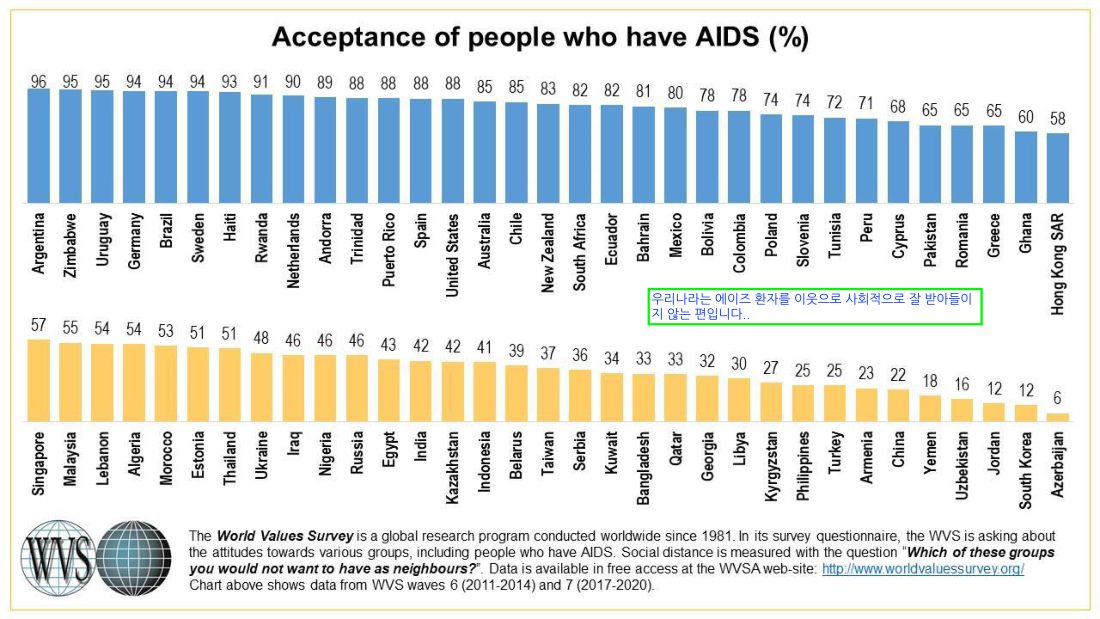 Acceptance of people who have AIDS (%)
96 95 95 94 94 94 93 91 90 89 88 88 88 88 85 85 83 82 82 81 80 78 78 74 74 72 71 68 65 65 65 60 58
Argentina Zimbabwe Uruguay Germany Brazil Sweden Haiti Rwanda Netherlands Andorra Trinidad Puerto Rico Spain United States Australia Chile New Zealand South Africa Ecuador Bahrain Mexico Bolivia Colombia Poland Slovenia Tunisia Peru Cyprus Pakistan Romania Greece Ghana Hong Kong SAR
우리나라는 에이즈 환자를 이웃으로 사회적으로 잘 받아들이
지 않는 편입니다..
57 55 54 54 53 51 51 48 46 46 46 43 42 42 41 39 37 36 34 33 33 32 30 27 25 25 23 22 18 16 12 12 6
Singapore Malaysia Lebanon Algeria Morocco Estonia Thailand Ukraine Iraq Nigeria Russia Egypt India Kazakhstan Indonesia Belarus Taiwan Serbia Kuwait Bangladesh Qatar Georgia Libya Kyrgyzstan Philippines Turkey Armenia China Yemen Uzbekistan Jordan South Korea Azerbaijan
WVS
The World Values Survey is a global research program conducted worldwide since 1981. In its survey questionnaire, the WVS is asking about
the attitudes towards various groups, including people who have AIDS. Social distance is measured with the question "Which of these groups
you would not want to have as neighbours?". Data is available in free access at the WVSA web-site: http://www.worldvaluessurvey.org/
Chart above shows data from WVS waves 6 (2011-2014) and 7 (2017-2020).